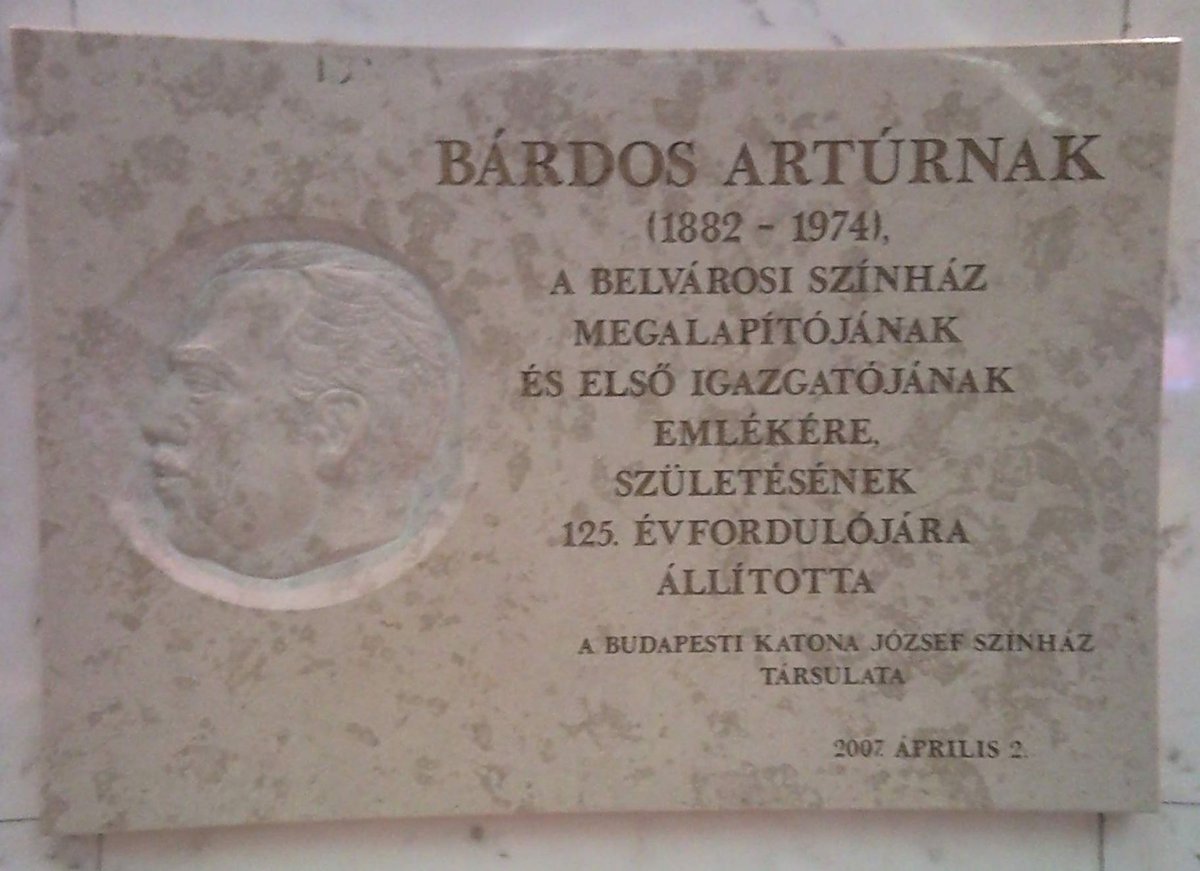 BÁRDOS ARTÚRNAK
(1882 - 1974),
A BELVÁROSI SZÍNHÁZ
MEGALAPÍTÓJÁNAK
ÉS ELSŐ IGAZGATÓJÁNAK
EMLÉKÉRE,
SZÜLETÉSÉNEK
125. ÉVFORDULÓJÁRA
ÁLLÍTOTTA
A BUDAPESTI KATONA JÓZSEF SZÍNHÁZ
TÁRSULATA
2007. ÁPRILIS 2.